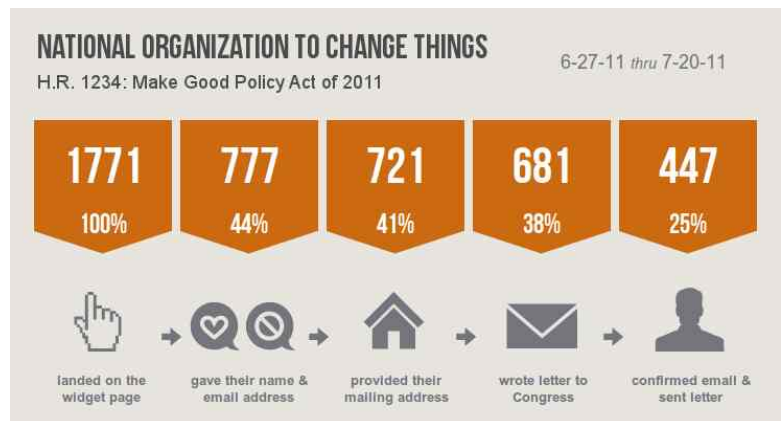 NATIONAL ORGANIZATION TO CHANGE THINGS
6-27-11 thru 7-20-11
H.R. 1234: Make Good Policy Act of 2011
1771 777 721 681 447
100% 44% 41% 38% 25%
landed on the gave their name & provided their wrote letter to confirmed email &
widget page email address mailing address Congress sent letter